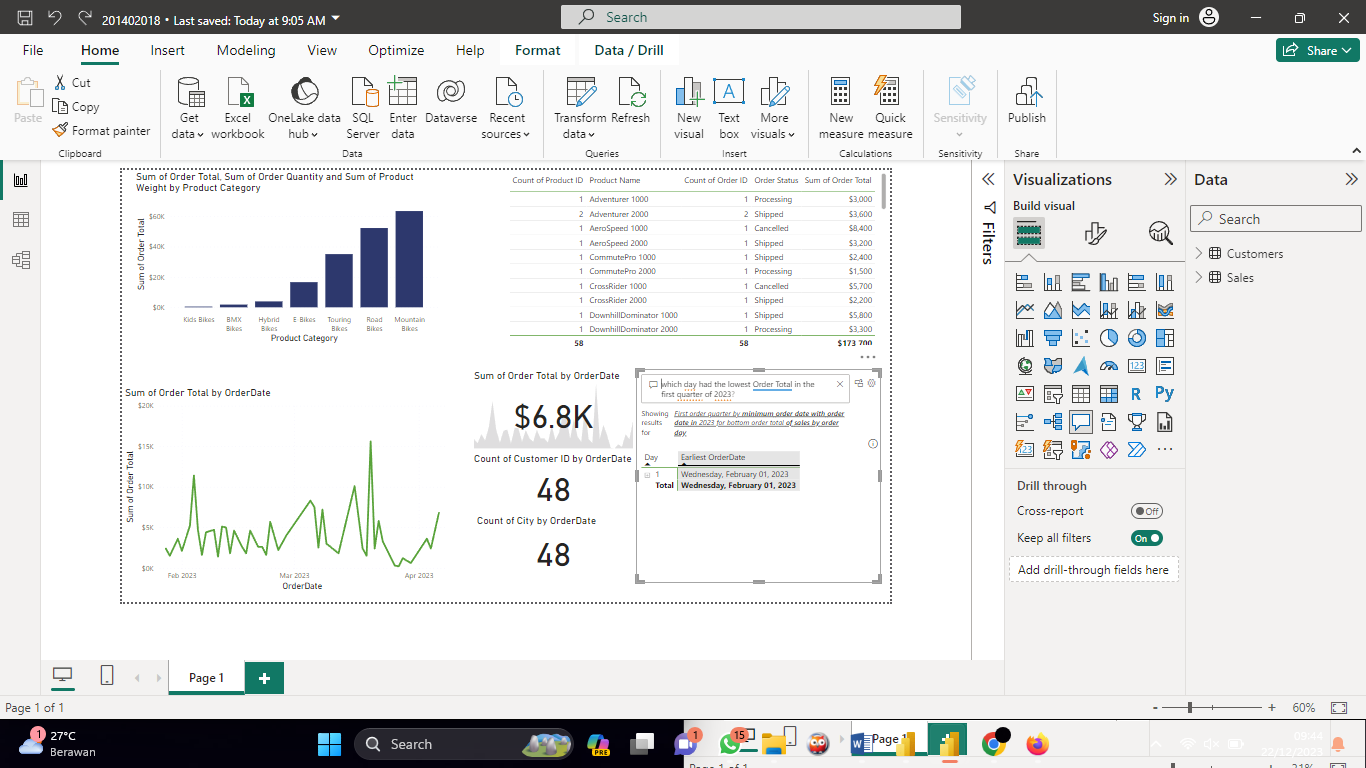 201402018 • Last saved: Today at 9:05 AM
Search
Sign in
File Home Insert Modeling View Optimize Help Format Data / Drill
Share
Paste
Cut
Copy
Format painter
Get data
Excel workbook
OneLake data hub
SQL Server
Enter data
Dataverse
Recent sources
Transform data
Refresh
New visual
Text box
More visuals
New measure
Quick measure
Sensitivity
Publish
Clipboard Data Queries Insert Calculations Sensitivity Share
Sum of Order Total, Sum of Order Quantity and Sum of Product
Weight by Product Category
Sum of Order Total
$60K
$40K
$20K
$0K
Kids Bikes
BMX Bikes
Hybrid Bikes
E Bikes
Touring Bikes
Road Bikes
Mountain Bikes
Product Category
Count of Product ID Product Name Count of Order ID Order Status Sum of Order Total
1 Adventurer 1000 1 Processing $3,000
2 Adventurer 2000 2 Shipped $3,600
1 AeroSpeed 1000 1 Cancelled $8,400
1 AeroSpeed 2000 1 Shipped $3,200
1 CommutePro 1000 1 Shipped $2,400
1 CommutePro 2000 1 Processing $1,500
1 CrossRider 1000 1 Cancelled $5,700
1 CrossRider 2000 1 Shipped $2,200
1 DownhillDominator 1000 1 Shipped $5,800
1 DownhillDominator 2000 1 Processing $3,300
58 58 $173,700
Sum of Order Total by OrderDate
Sum of Order Total
$20K
$15K
$10K
$5K
$0K
Feb 2023 Mar 2023 Apr 2023
OrderDate
Sum of Order Total by OrderDate
$6.8K
Count of Customer ID by OrderDate
48
Count of City by OrderDate
48
which day had the lowest Order Total in the
first quarter of 2023?
Showing results for
First order quarter by minimum order date with order
date in 2023 for bottom order total of sales by order
day
Day Earliest OrderDate
1 Wednesday, February 01, 2023
Total Wednesday, February 01, 2023
Filters
Visualizations
Build visual
R Py
123
Drill through
Cross-report Off
Keep all filters On
Add drill-through fields here
Data
Search
Customers
Sales
Page 1
Page 1 of 1
60%
1
27°C
Berawan
Search
PRE
1
15
Page 1
09:44
22/12/2023
Page 1 of 1
31%